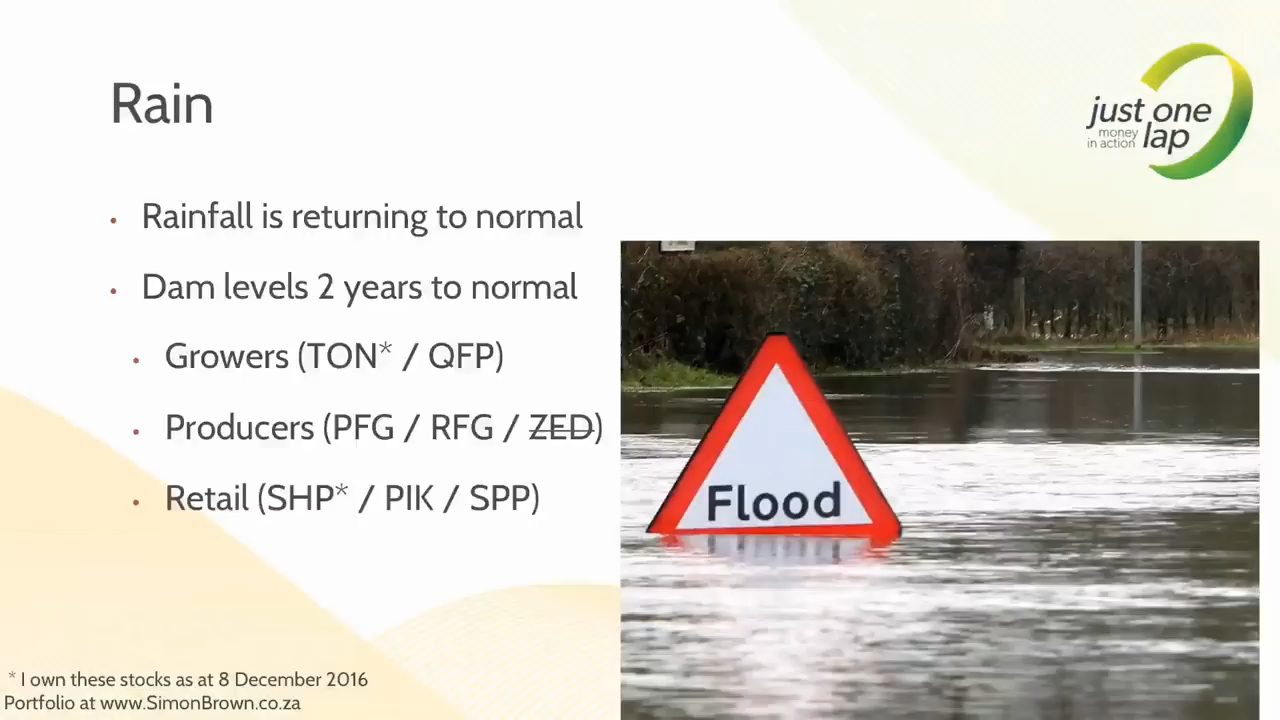 Rain
just one
money
in action lap
• Rainfall is returning to normal
• Dam levels 2 years to normal
• Growers (TON* / QFP)
• Producers (PFG / RFG / ZED)
• Retail (SHP* / PIK / SPP)
Flood
* I own these stocks as at 8 December 2016
Portfolio at www.SimonBrown.co.za